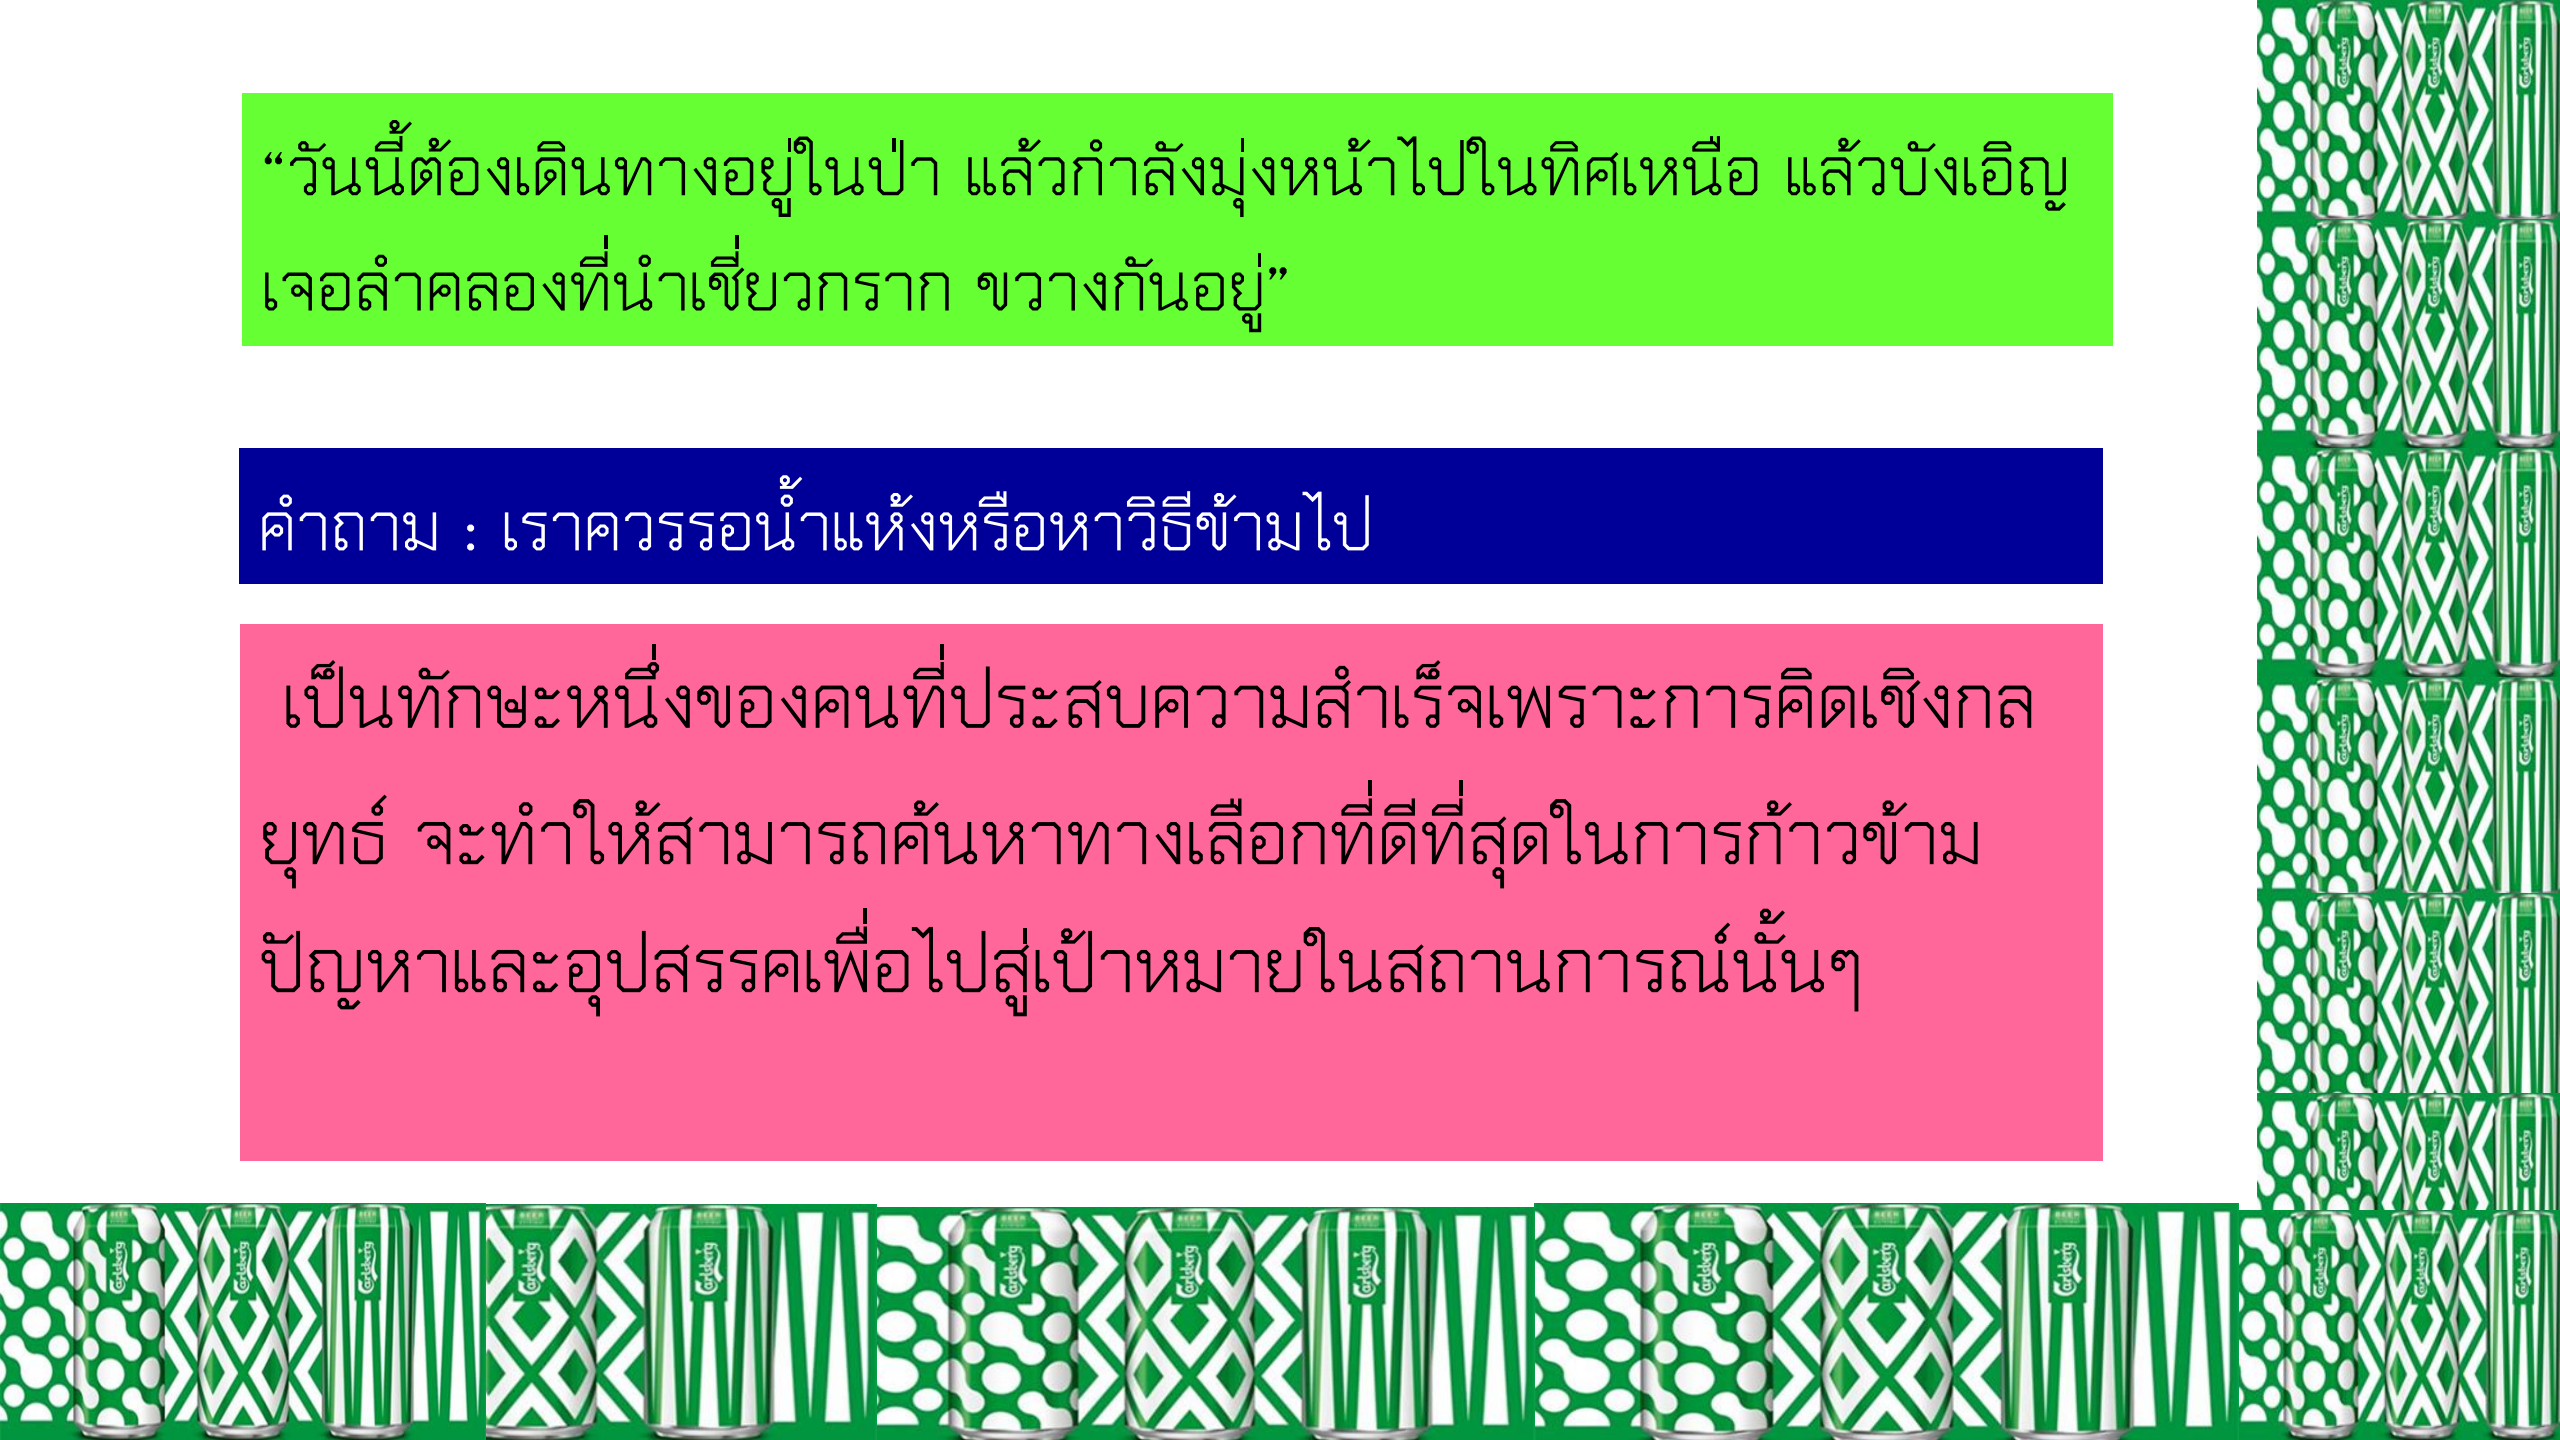 “วันนี้ต้องเดินทางอยู่ในป่า แล้วกำลังมุ่งหน้าไปในทิศเหนือ แล้วบังเอิญ
เจอลำคลองที่นำเชี่ยวกราก ขวางกันอยู่”
คำถาม : เราควรรอน้ำแห้งหรือหาวิธีข้ามไป
เป็นทักษะหนึ่งของคนที่ประสบความสำเร็จเพราะการคิดเชิงกล
ยุทธ์ จะทำให้สามารถค้นหาทางเลือกที่ดีที่สุดในการก้าวข้าม
ปัญหาและอุปสรรคเพื่อไปสู่เป้าหมายในสถานการณ์นั้นๆ
Carlsberg
Carlsberg
Carlsberg
Carlsberg
Carlsberg
Carlsberg
Carlsberg
Carlsberg
Carlsberg
Carlsberg
Carlsberg